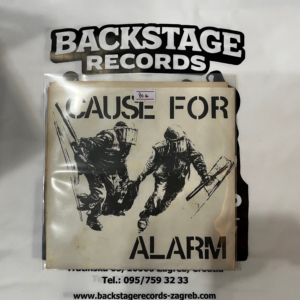 BACKSTAGE
RECORDS
CAUSE FOR
ALARM
Tel: 095/759 32 33
www.backstagerecords-zagreb.com